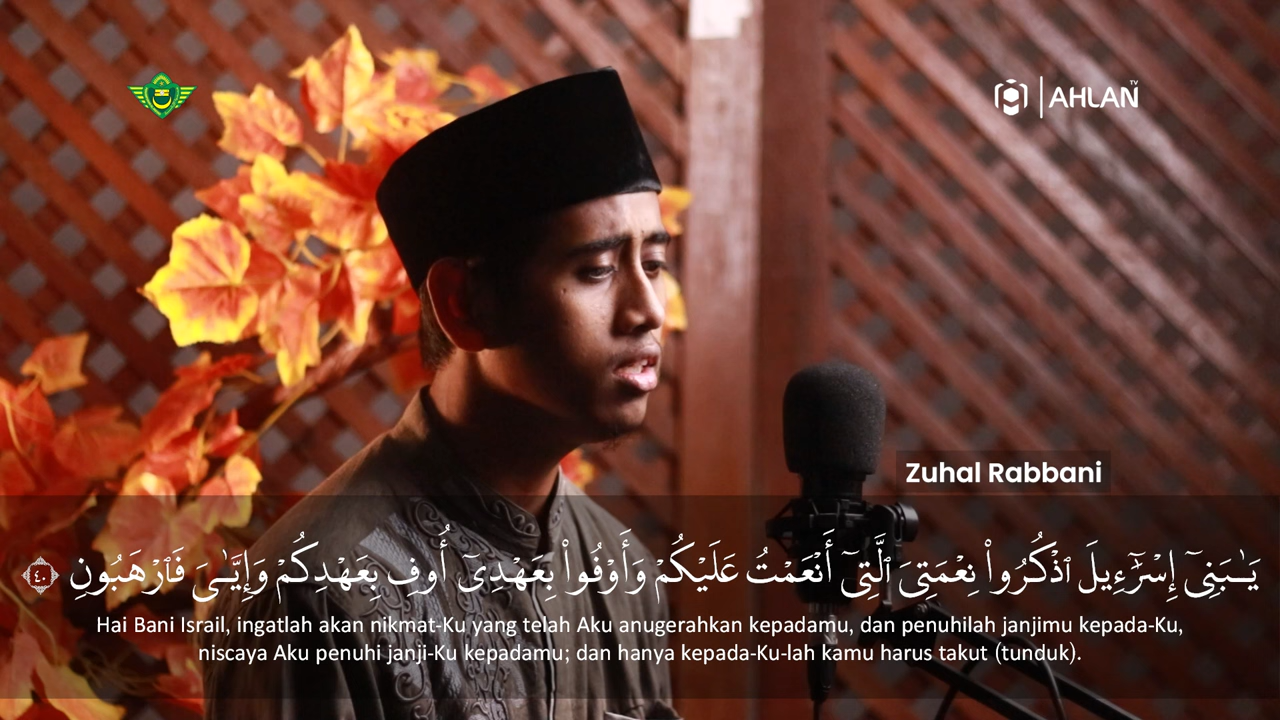 AHLAN TV
Zuhal Rabbani
يَـٰبَنِىٓ إِسْرَٰٓءِيلَ ٱذْكُرُوا۟ نِعْمَتِىَ ٱلَّتِىٓ أَنْعَمْتُ عَلَيْكُمْ وَأَوْفُوا۟ بِعَهْدِىٓ أُوفِ بِعَهْدِكُمْ وَإِيَّـٰىَ فَٱرْهَبُونِ ٤٠
Hai Bani Israil, ingatlah akan nikmat-Ku yang telah Aku anugerahkan kepadamu, dan penuhilah janjimu kepada-Ku,
niscaya Aku penuhi janji-Ku kepadamu; dan hanya kepada-Ku-lah kamu harus takut (tunduk).